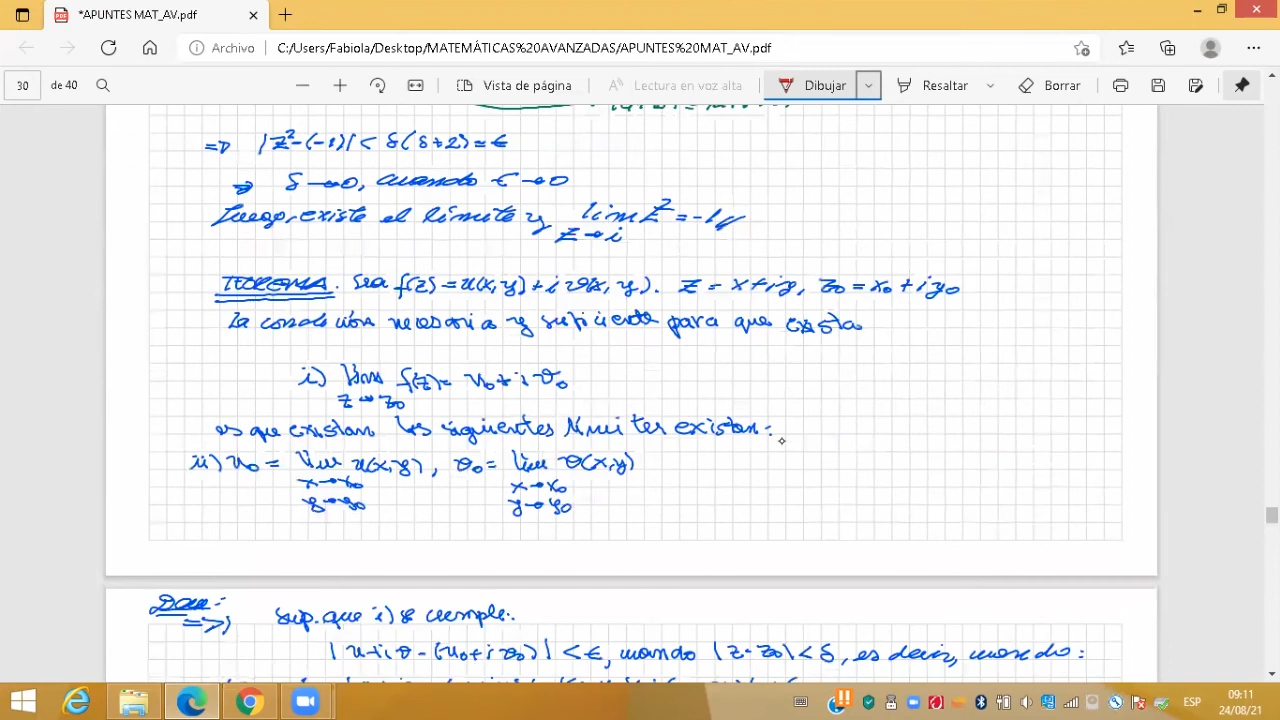 *APUNTES MAT_AV.pdf
Archivo C:/Users/Fabiola/Desktop/MATEMÁTICAS%20AVANZADAS/APUNTES%20MAT_AV.pdf
30 de 40 Vista de página Lectura en voz alta Dibujar Resaltar Borrar
=> |z²-(-1)| < δ(δ+2) = ϵ
=> δ → 0, cuando ϵ → 0
Luego, existe el límite y lim z² = -1 //
z → i
TEOREMA. Sea f(z) = u(x,y) + i v(x,y). z = x+iy, z₀ = x₀ + iy₀
La condición necesaria y suficiente para que exista
i) lim f(z) = u₀ + i v₀
z → z₀
es que existan los siguientes límites existan:
ii) u₀ = lim u(x,y), v₀ = lim v(x,y)
x → x₀ x → x₀
y → y₀ y → y₀
Dem:
=>) Sup. que i) se cumple.
|u+iv-(u₀+iv₀)| < ϵ, cuando |z-z₀| < δ, es decir, cuando:
ESP
09:11
24/08/21